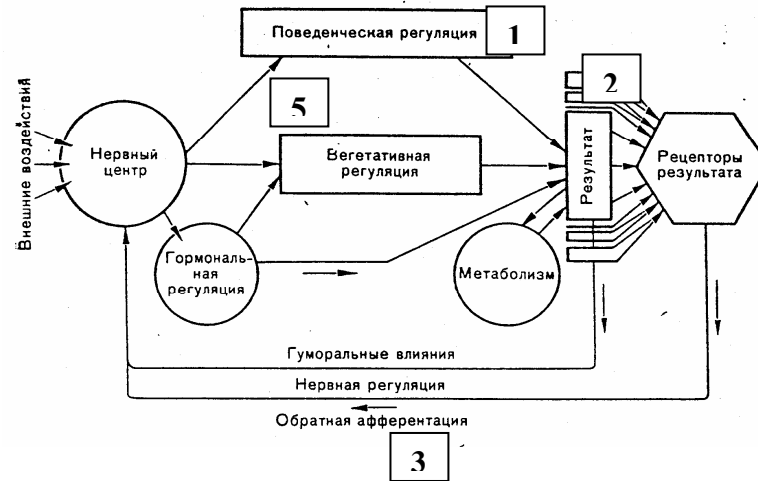 Поведенческая регуляция
1
2
5
Внешние воздействия
Нервный
центр
Вегетативная
регуляция
Результат
Рецепторы
результата
Гормональ-
ная
регуляция
Метаболизм
Гуморальные влияния
Нервная регуляция
Обратная афферентация
3